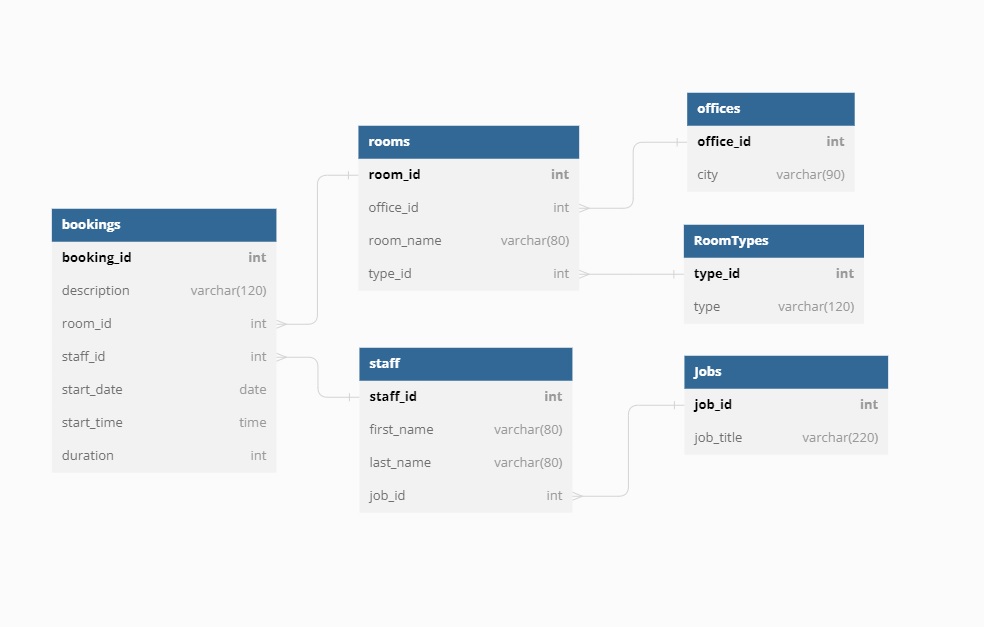 bookings
booking_id int
description varchar(120)
room_id int
staff_id int
start_date date
start_time time
duration int
rooms
room_id int
office_id int
room_name varchar(80)
type_id int
staff
staff_id int
first_name varchar(80)
last_name varchar(80)
job_id int
offices
office_id int
city varchar(90)
RoomTypes
type_id int
type varchar(120)
Jobs
job_id int
job_title varchar(220)